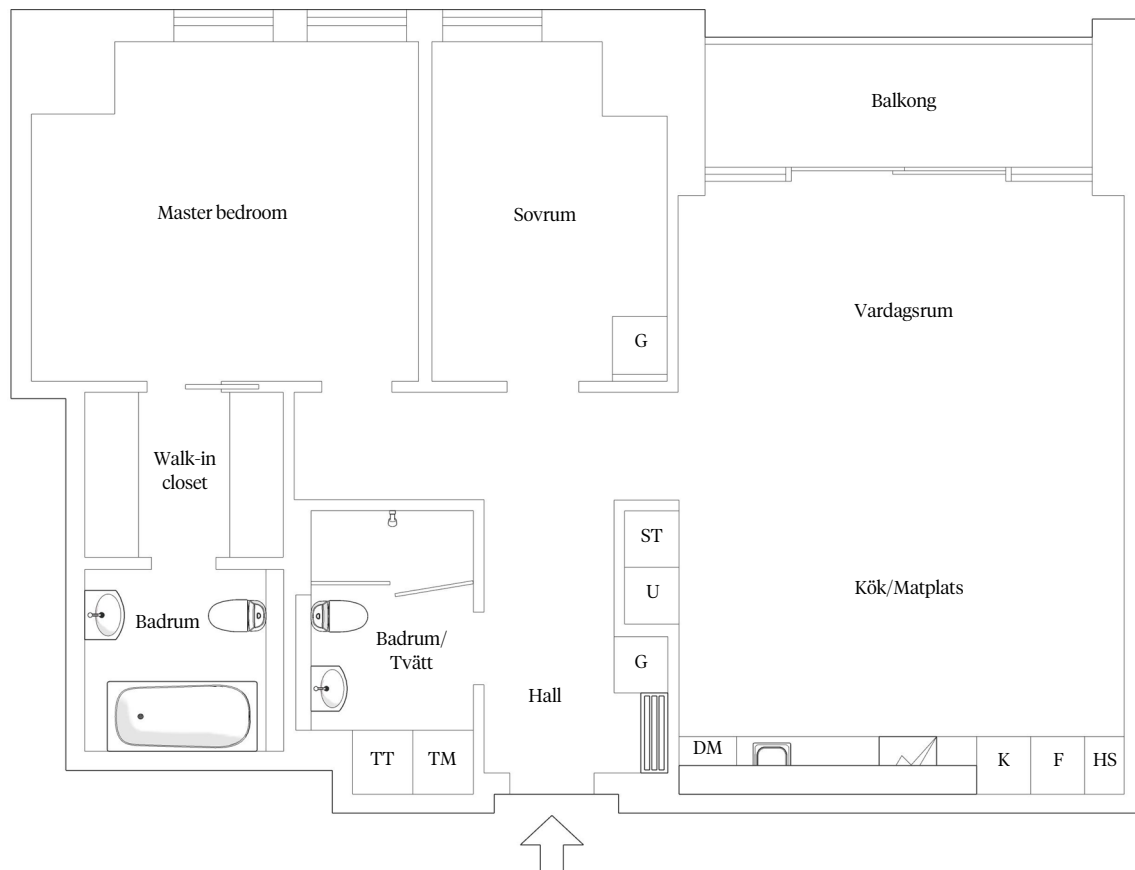 Balkong
Master bedroom
Sovrum
Vardagsrum
G
Walk-in
closet
ST
U
Kök/Matplats
Badrum
Badrum/
Tvätt
G
Hall
TT
TM
DM
K
F
HS